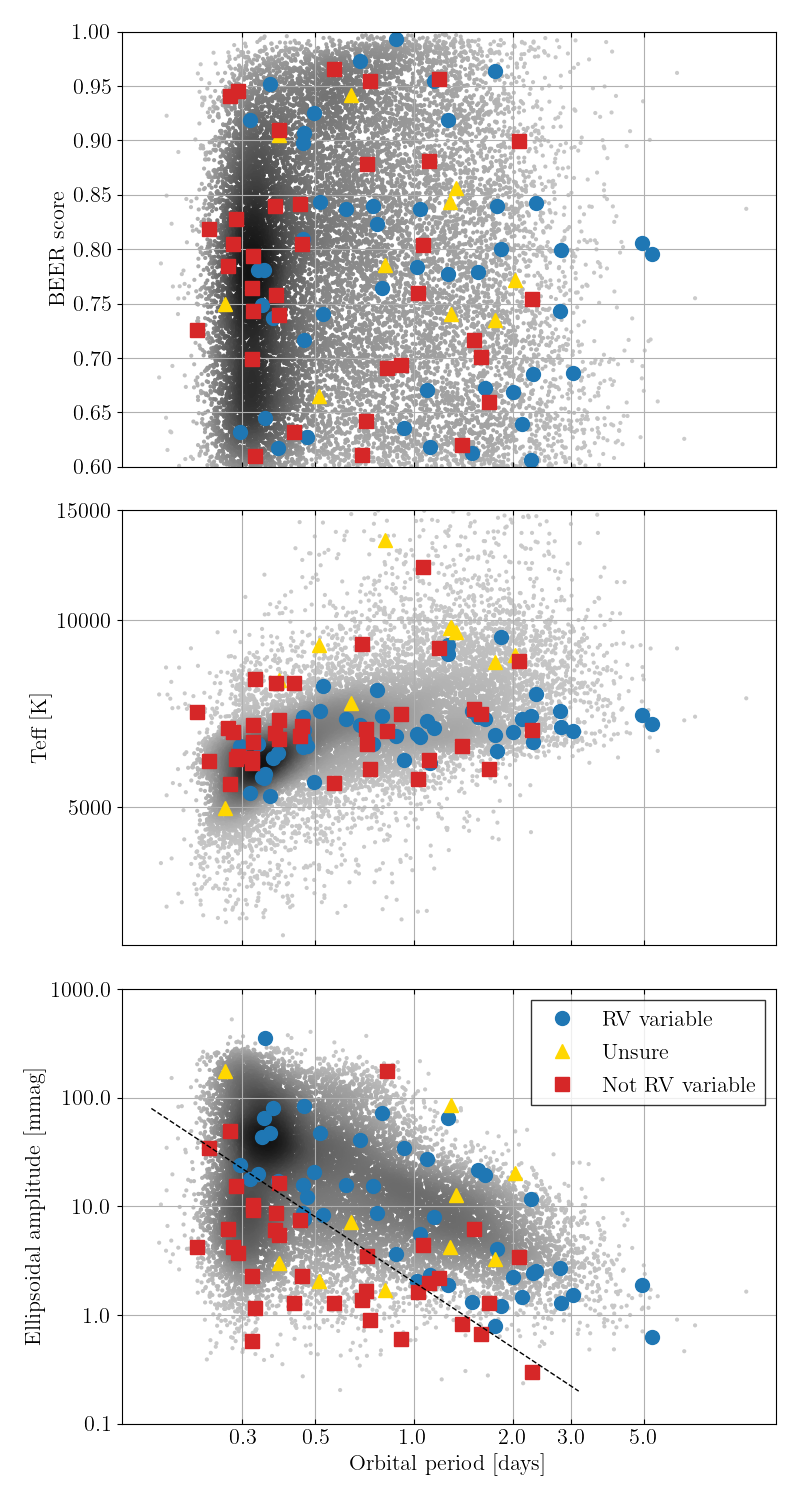 1.00
0.95
0.90
0.85
0.80
0.75
0.70
0.65
0.60
BEER score
15000
10000
5000
Teff [K]
1000.0
100.0
10.0
1.0
0.1
Ellipsoidal amplitude [mmag]
RV variable
Unsure
Not RV variable
0.3 0.5 1.0 2.0 3.0 5.0
Orbital period [days]